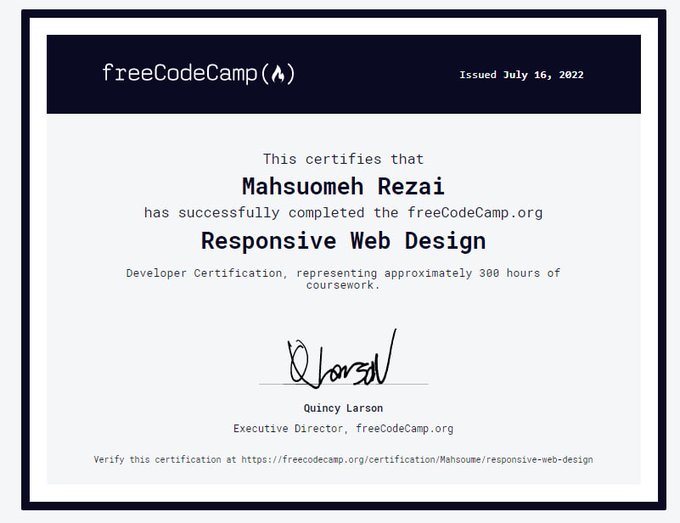 freeCodeCamp(🔥)
Issued July 16, 2022
This certifies that
Mahsuomeh Rezai
has successfully completed the freeCodeCamp.org
Responsive Web Design
Developer Certification, representing approximately 300 hours of
coursework.
QLarson
Quincy Larson
Executive Director, freeCodeCamp.org
Verify this certification at https://freecodecamp.org/certification/Mahsoume/responsive-web-design